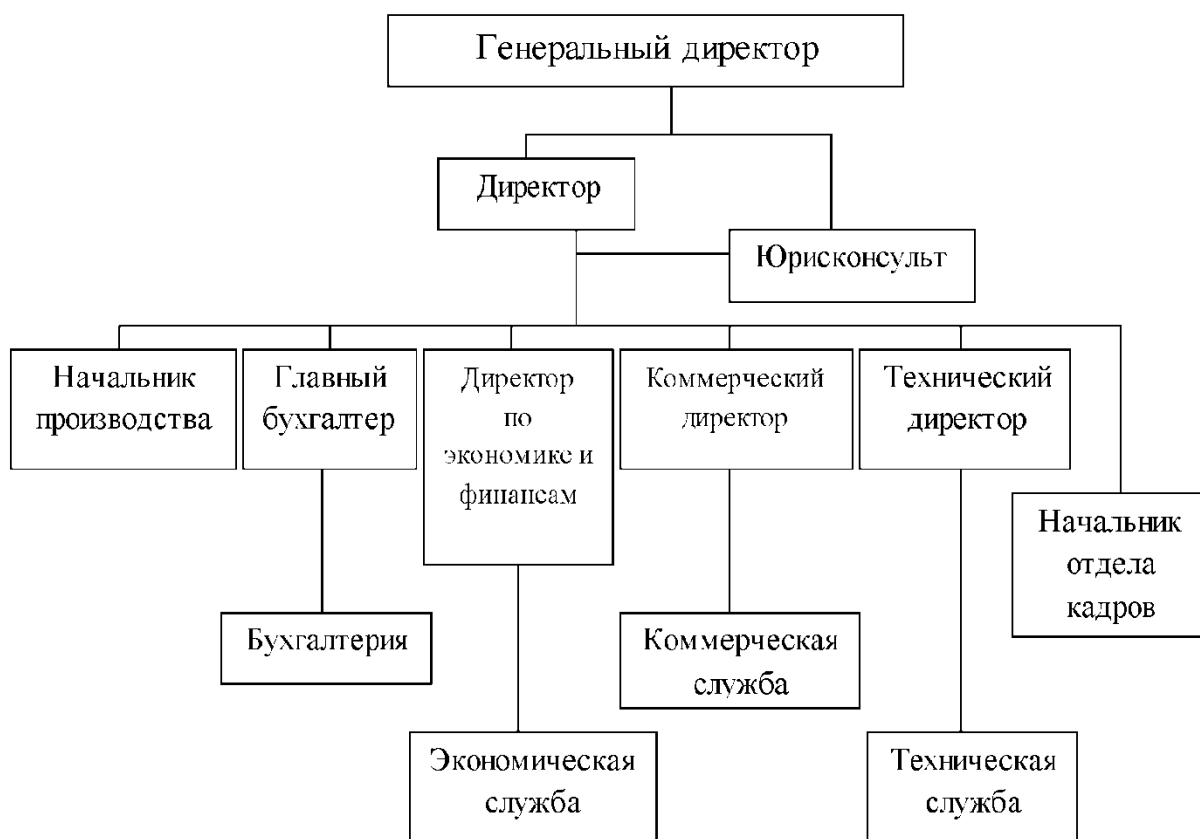 Генеральный директор
Директор
Юрисконсульт
Начальник
производства
Главный
бухгалтер
Директор
по
экономике и
финансам
Коммерческий
директор
Технический
директор
Начальник
отдела
кадров
Бухгалтерия
Коммерческая
служба
Экономическая
служба
Техническая
служба